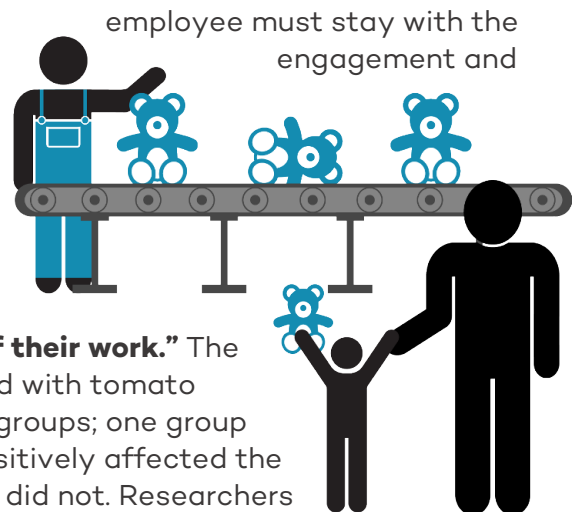 employee must stay with the
engagement and
f their work.” The
d with tomato
groups; one group
sitively affected the
did not. Researchers